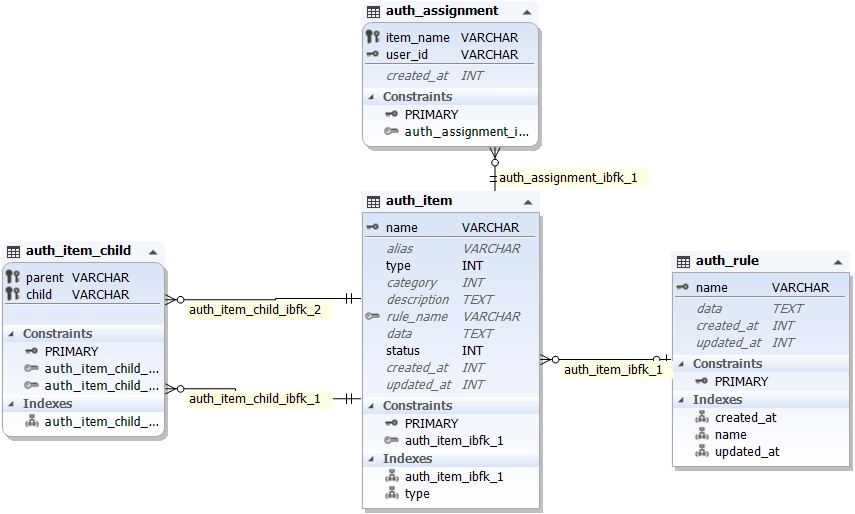 auth_assignment
item_name VARCHAR
user_id VARCHAR
created_at INT
Constraints
PRIMARY
auth_assignment_i...
auth_assignment_ibfk_1
auth_item
name VARCHAR
alias VARCHAR
type INT
category INT
description TEXT
rule_name VARCHAR
data TEXT
status INT
created_at INT
updated_at INT
Constraints
PRIMARY
auth_item_ibfk_1
Indexes
auth_item_ibfk_1
type
auth_item_child
parent VARCHAR
child VARCHAR
Constraints
PRIMARY
auth_item_child_...
auth_item_child_...
Indexes
auth_item_child_...
auth_item_child_ibfk_2
auth_item_child_ibfk_1
auth_item_ibfk_1
auth_rule
name VARCHAR
data TEXT
created_at INT
updated_at INT
Constraints
PRIMARY
Indexes
created_at
name
updated_at